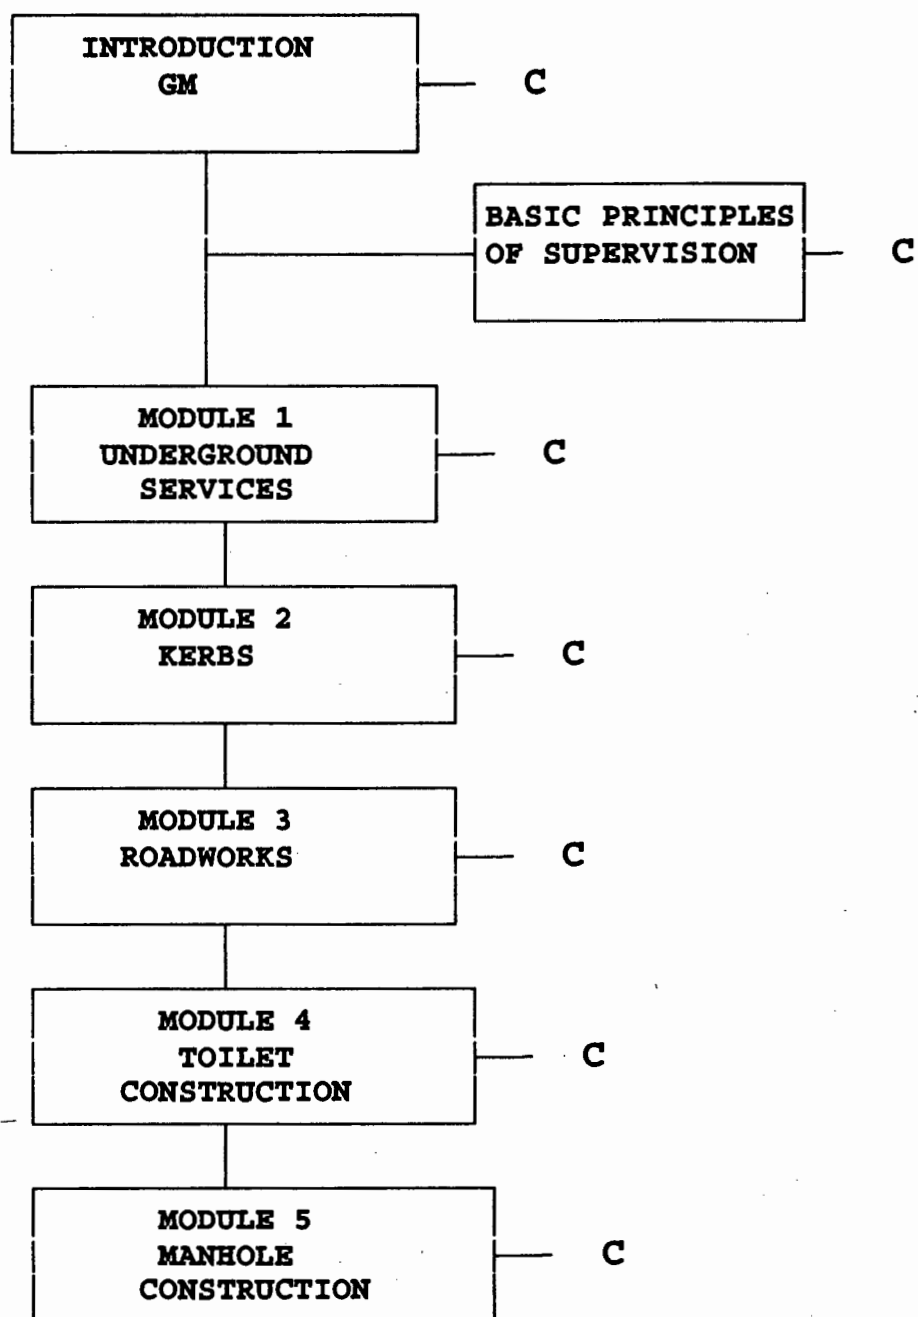 INTRODUCTION
GM
C
BASIC PRINCIPLES
OF SUPERVISION
C
MODULE 1
UNDERGROUND
SERVICES
C
MODULE 2
KERBS
C
MODULE 3
ROADWORKS
C
MODULE 4
TOILET
CONSTRUCTION
C
MODULE 5
MANHOLE
CONSTRUCTION
C